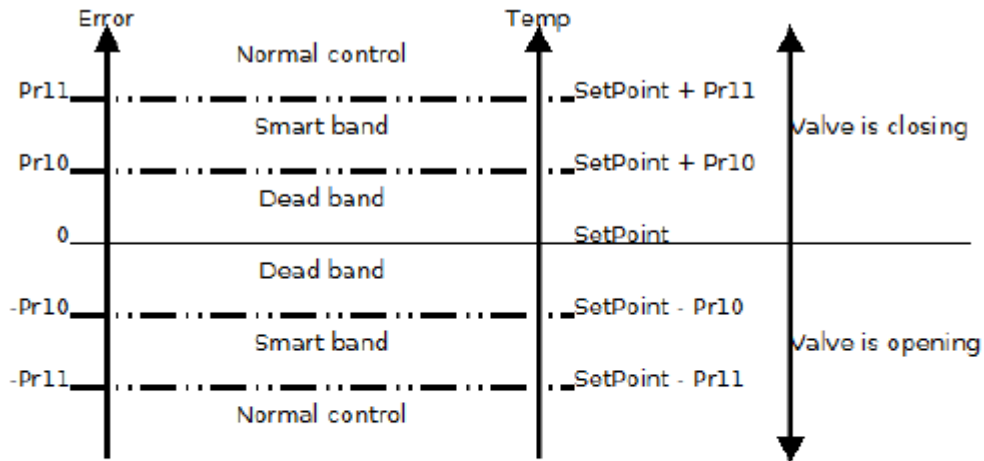 Error Temp
Normal control
Pr11 SetPoint + Pr11
Smart band Valve is closing
Pr10 SetPoint + Pr10
Dead band
0 SetPoint
Dead band
-Pr10 SetPoint - Pr10
Smart band Valve is opening
-Pr11 SetPoint - Pr11
Normal control